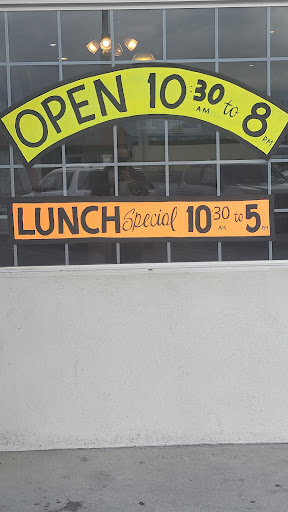 OPEN 10:30 AM to 8 PM
LUNCH Special 10 30 AM to 5 PM